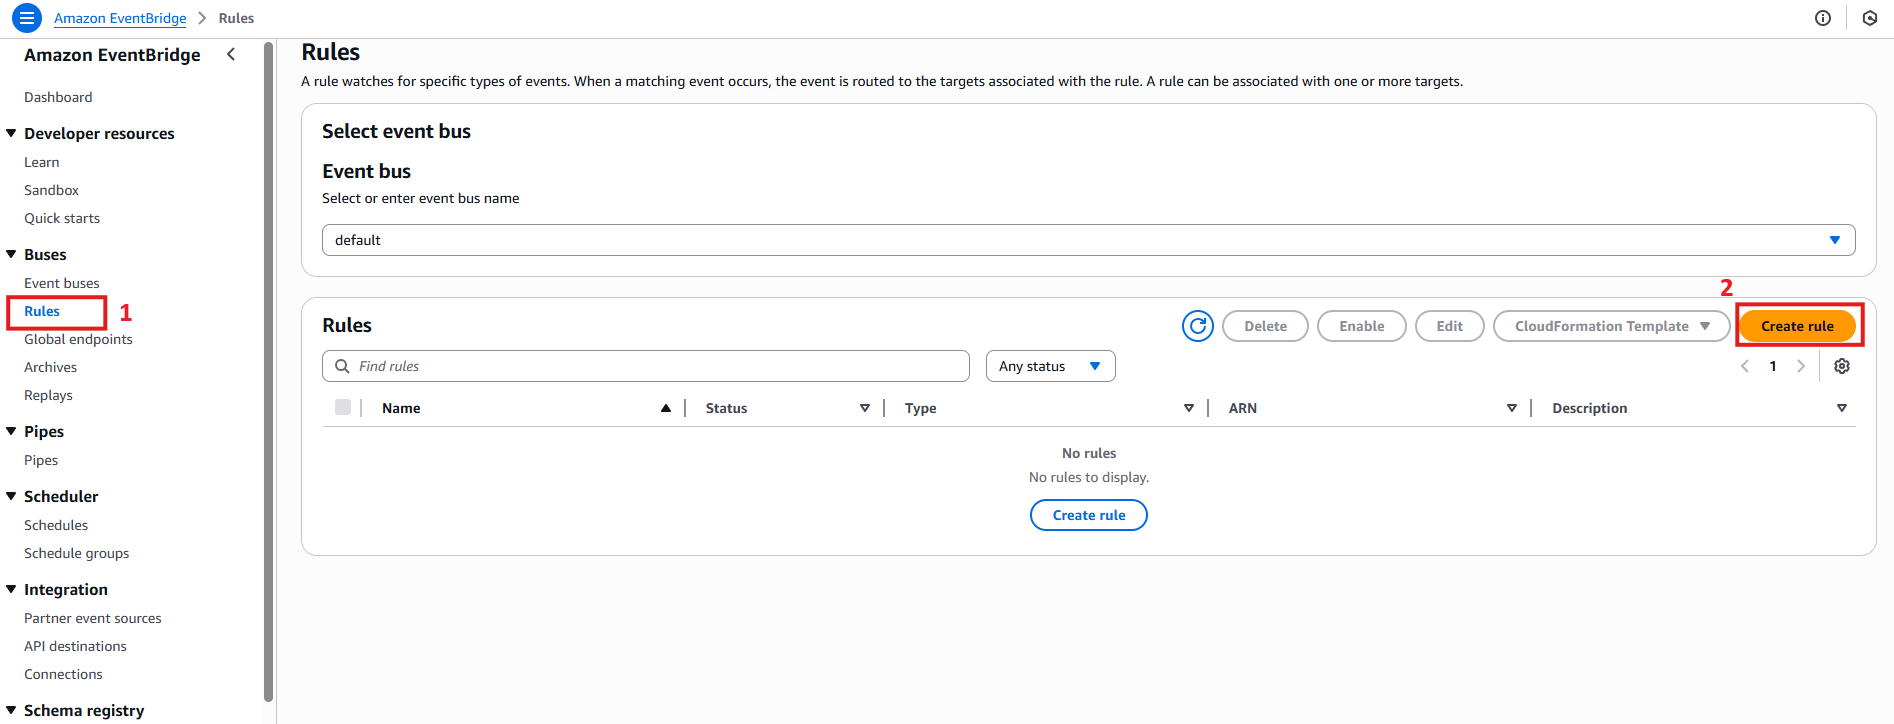 Amazon EventBridge > Rules
Amazon EventBridge
Dashboard
Developer resources
Learn
Sandbox
Quick starts
Buses
Event buses
Rules 1
Global endpoints
Archives
Replays
Pipes
Pipes
Scheduler
Schedules
Schedule groups
Integration
Partner event sources
API destinations
Connections
Schema registry
Rules
A rule watches for specific types of events. When a matching event occurs, the event is routed to the targets associated with the rule. A rule can be associated with one or more targets.
Select event bus
Event bus
Select or enter event bus name
default
2
Rules Delete Enable Edit CloudFormation Template Create rule
Find rules Any status 1
Name Status Type ARN Description
No rules
No rules to display.
Create rule